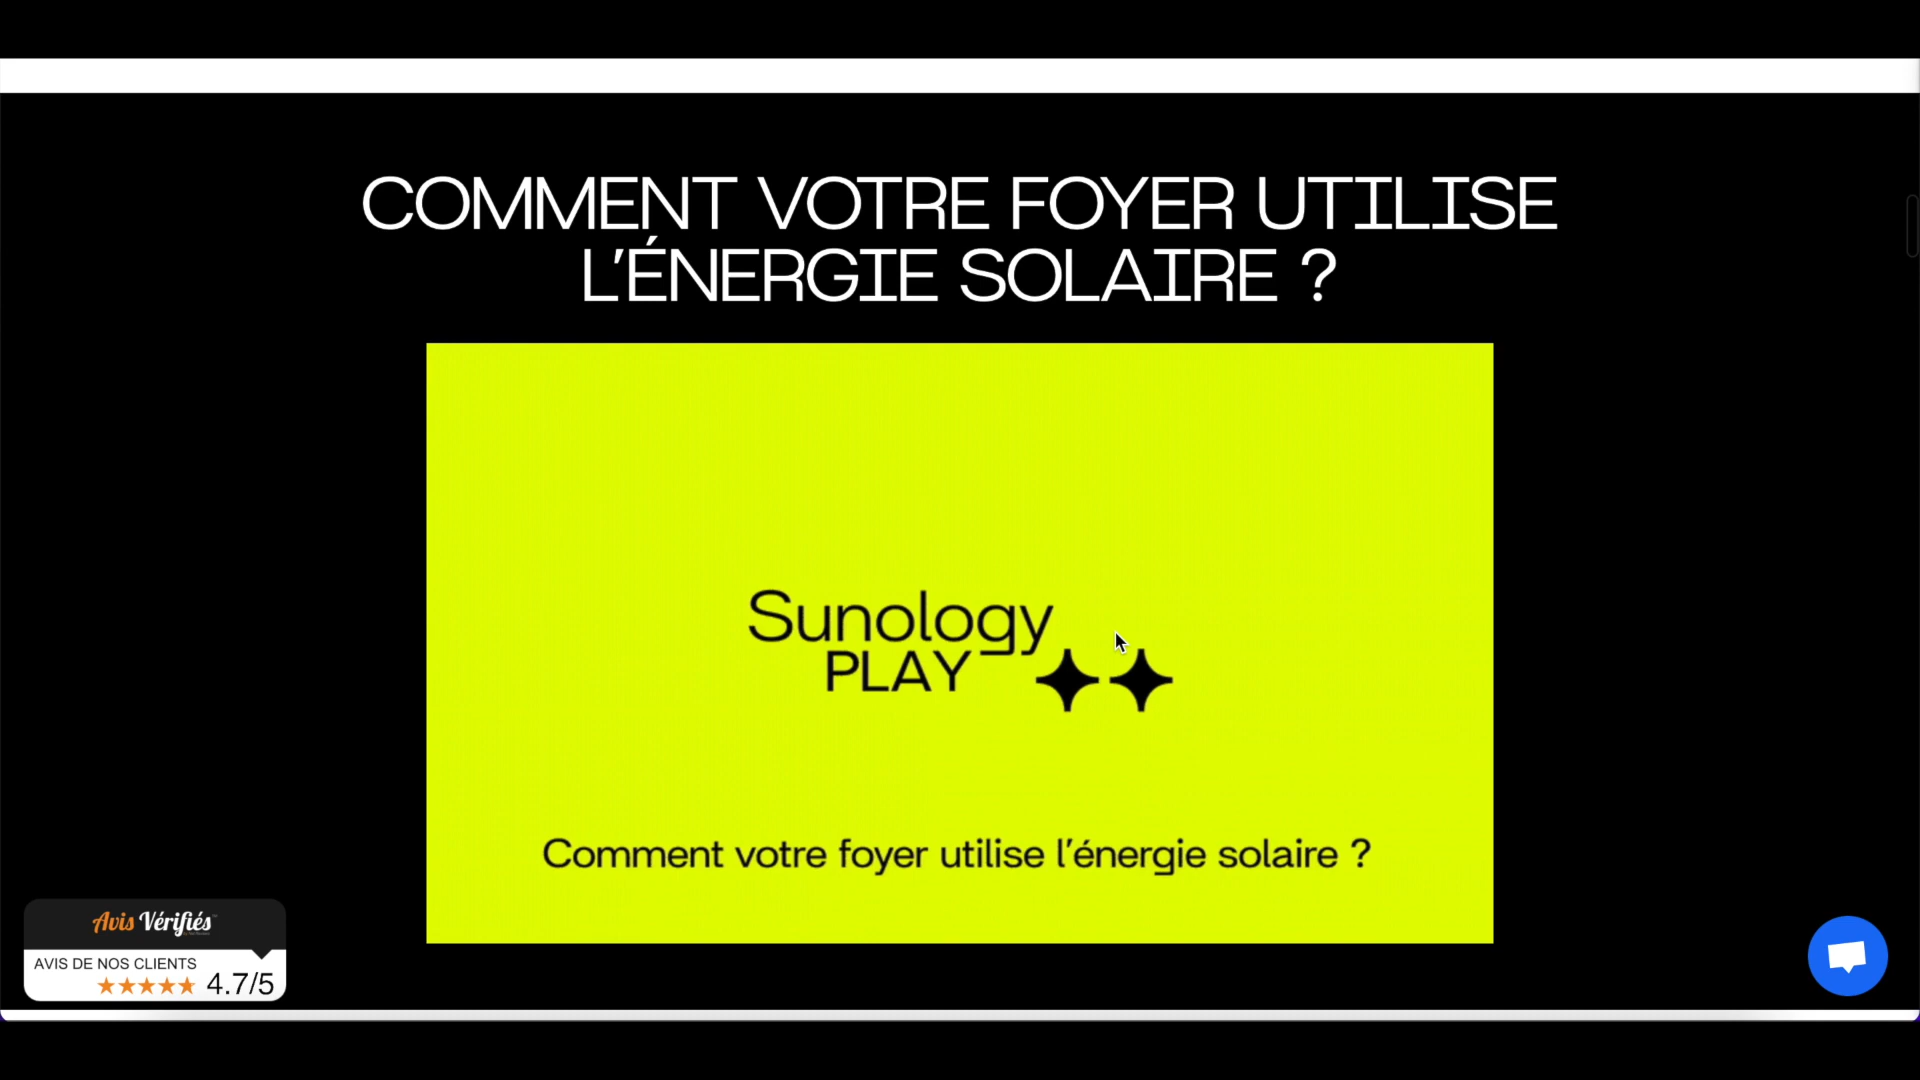 COMMENT VOTRE FOYER UTILISE
L'ÉNERGIE SOLAIRE ?
Sunology
PLAY
Comment votre foyer utilise l'énergie solaire ?
Avis Vérifiés
AVIS DE NOS CLIENTS
4.7/5